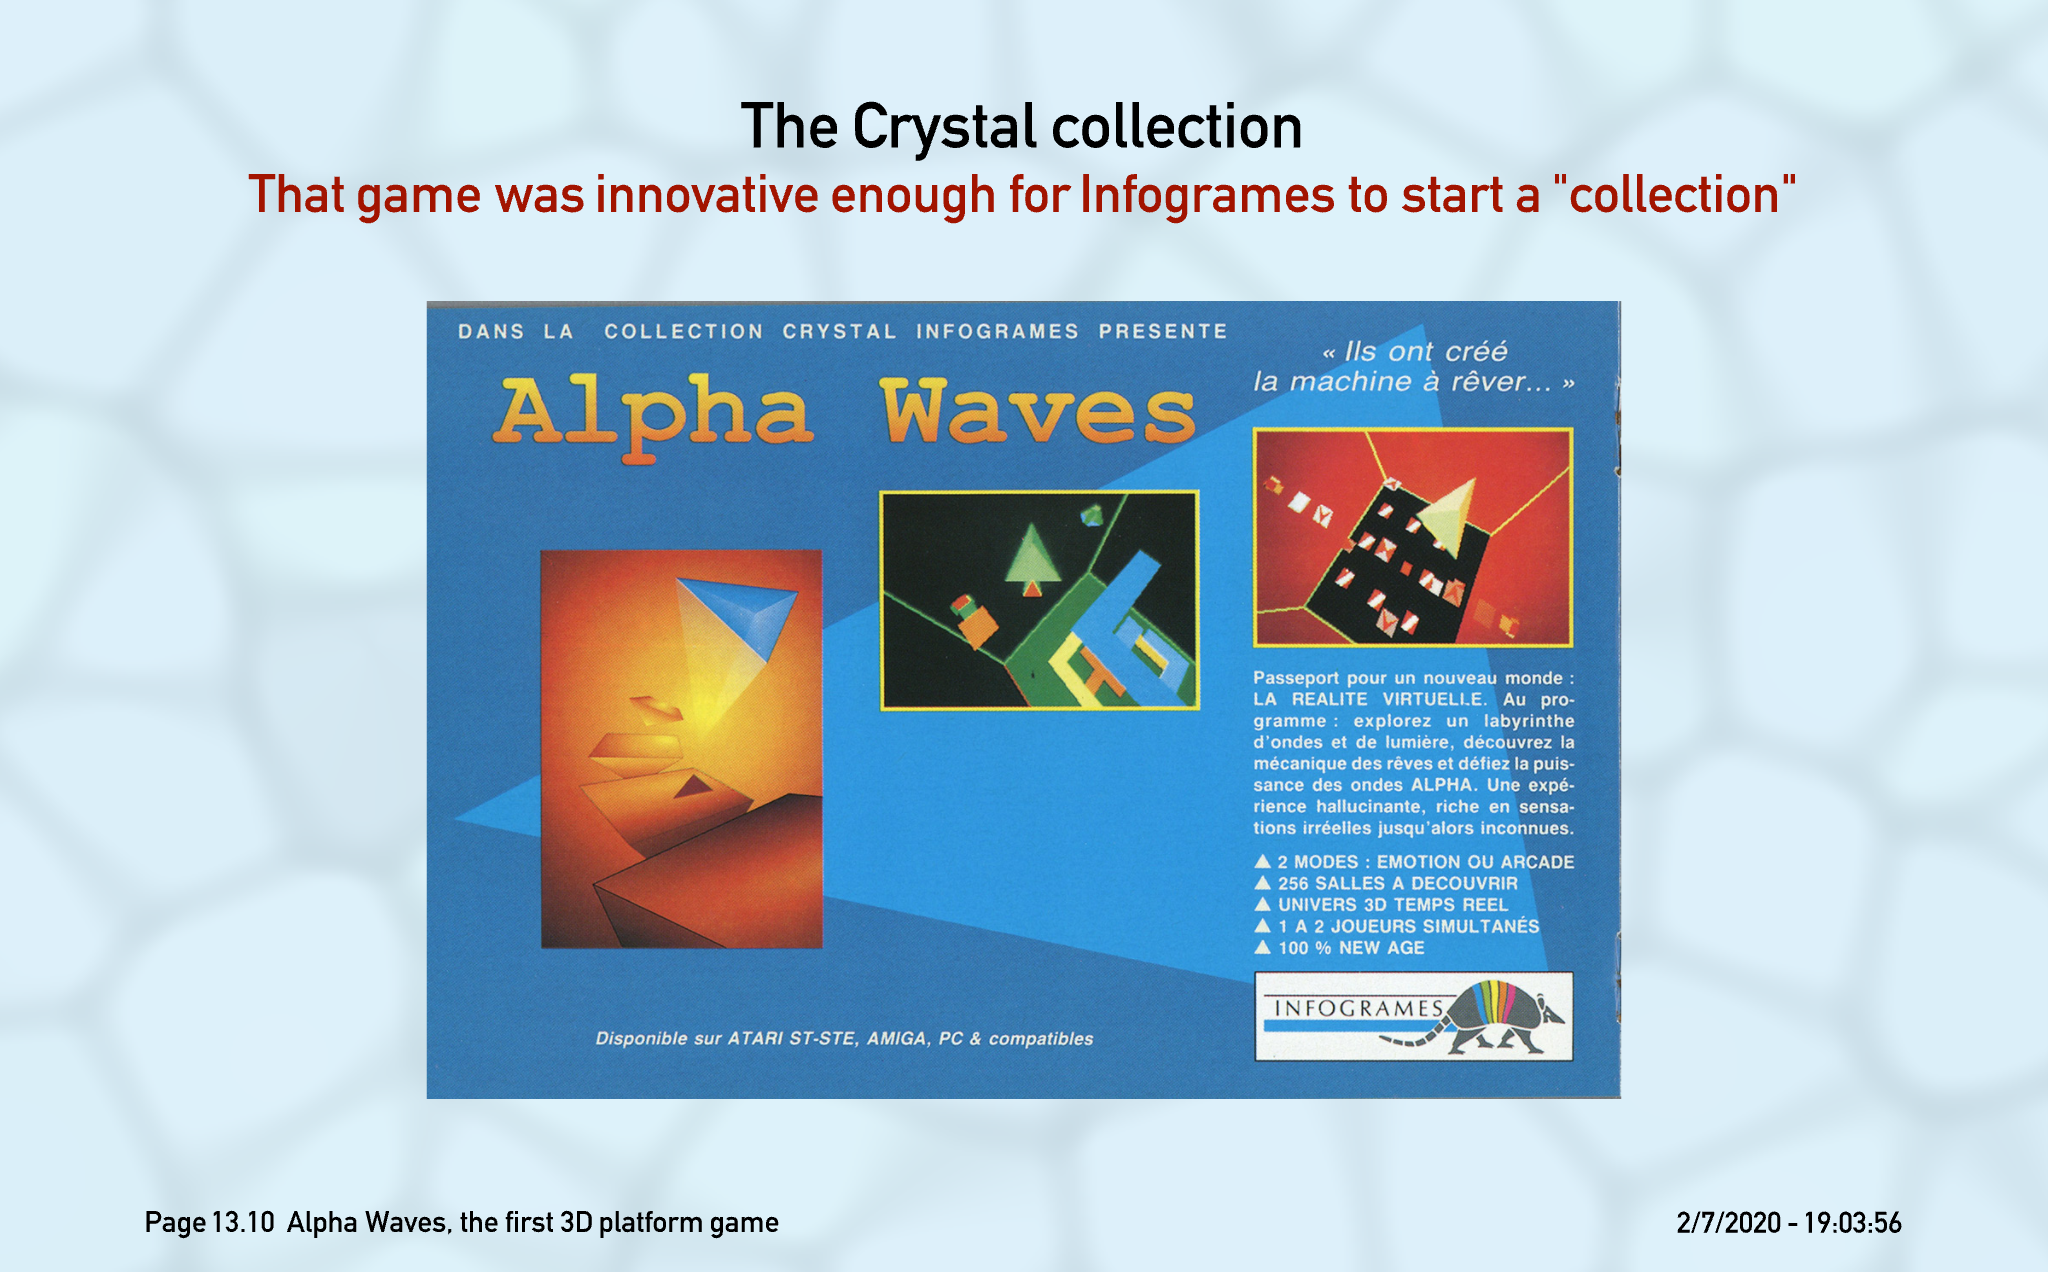 The Crystal collection
That game was innovative enough for Infogrames to start a "collection"
DANS LA COLLECTION CRYSTAL INFOGRAMES PRESENTE
Alpha Waves
« Ils ont créé
la machine à rêver... »
Passeport pour un nouveau monde :
LA REALITE VIRTUELLE. Au pro-
gramme : explorez un labyrinthe
d'ondes et de lumière, découvrez la
mécanique des rêves et défiez la puis-
sance des ondes ALPHA. Une expé-
rience hallucinante, riche en sensa-
tions irréelles jusqu'alors inconnues.
▲ 2 MODES : EMOTION OU ARCADE
▲ 256 SALLES A DECOUVRIR
▲ UNIVERS 3D TEMPS REEL
▲ 1 A 2 JOUEURS SIMULTANÉS
▲ 100 % NEW AGE
INFOGRAMES
Disponible sur ATARI ST-STE, AMIGA, PC & compatibles
Page 13.10 Alpha Waves, the first 3D platform game
2/7/2020 - 19:03:56